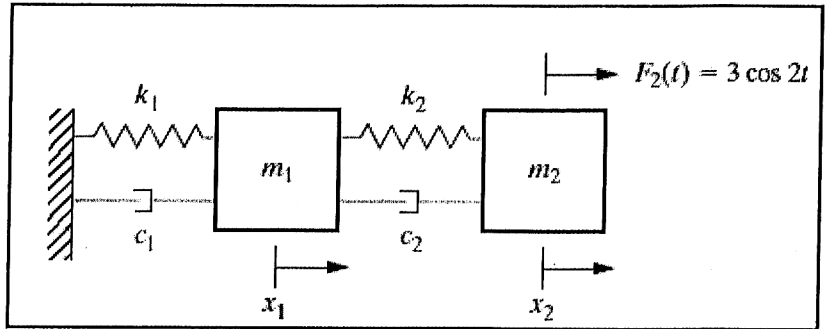 F₂(t) = 3 cos 2t
k₁
k₂
m₁
m₂
c₁
c₂
x₁
x₂